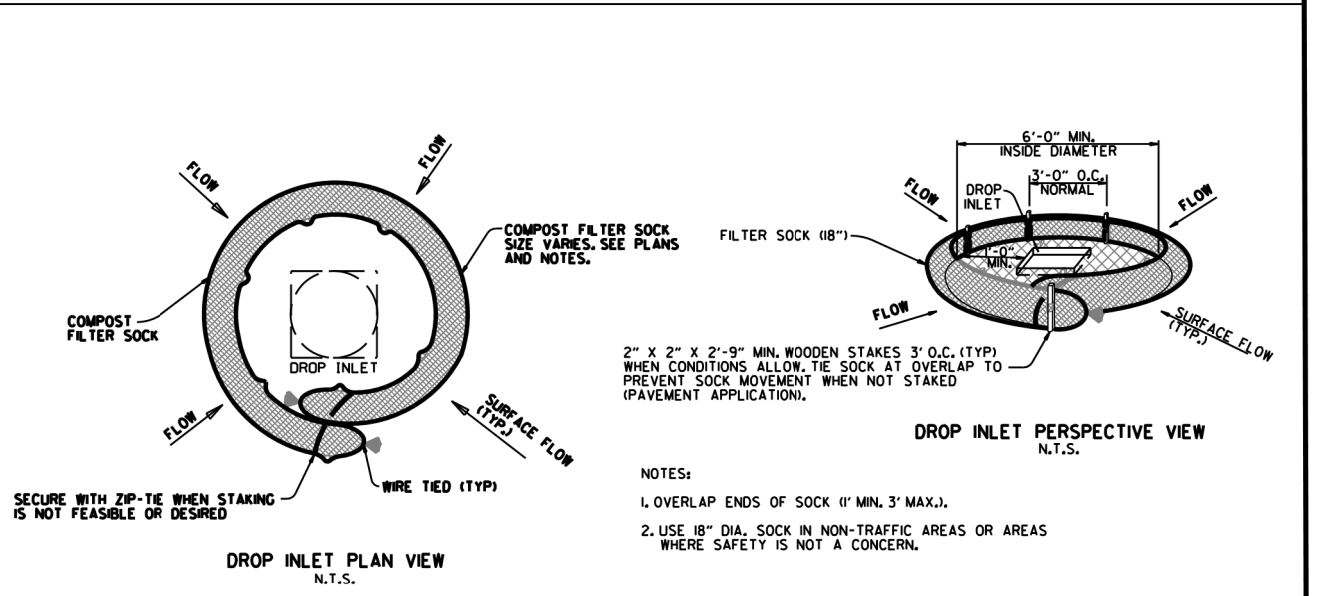 FLOW
FLOW
COMPOST FILTER SOCK
SIZE VARIES. SEE PLANS
AND NOTES.
COMPOST
FILTER SOCK
DROP INLET
FLOW
SURFACE FLOW
(TYP.)
WIRE TIED (TYP)
SECURE WITH ZIP-TIE WHEN STAKING
IS NOT FEASIBLE OR DESIRED
DROP INLET PLAN VIEW
N.T.S.
6'-0" MIN.
INSIDE DIAMETER
3'-0" O.C.
NORMAL
DROP
INLET
FLOW
FLOW
FILTER SOCK (18")
1'-0"
MIN.
FLOW
SURFACE FLOW
(TYP.)
2" X 2" X 2'-9" MIN. WOODEN STAKES 3' O.C. (TYP)
WHEN CONDITIONS ALLOW. TIE SOCK AT OVERLAP TO
PREVENT SOCK MOVEMENT WHEN NOT STAKED
(PAVEMENT APPLICATION).
DROP INLET PERSPECTIVE VIEW
N.T.S.
NOTES:
1. OVERLAP ENDS OF SOCK (1' MIN. 3' MAX.).
2. USE 18" DIA. SOCK IN NON-TRAFFIC AREAS OR AREAS
WHERE SAFETY IS NOT A CONCERN.